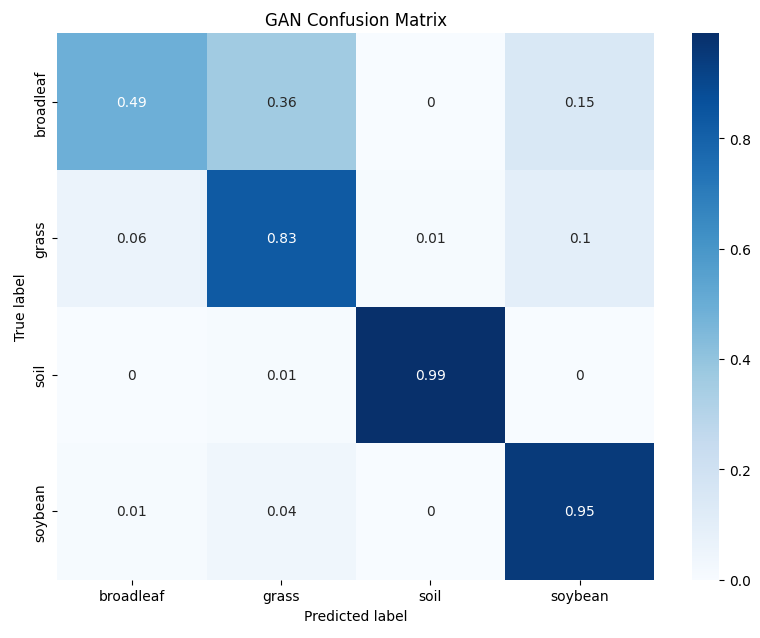 GAN Confusion Matrix
broadleaf 0.49 0.36 0 0.15
grass 0.06 0.83 0.01 0.1
soil 0 0.01 0.99 0
soybean 0.01 0.04 0 0.95
broadleaf grass soil soybean
True label
Predicted label
0.8
0.6
0.4
0.2
0.0